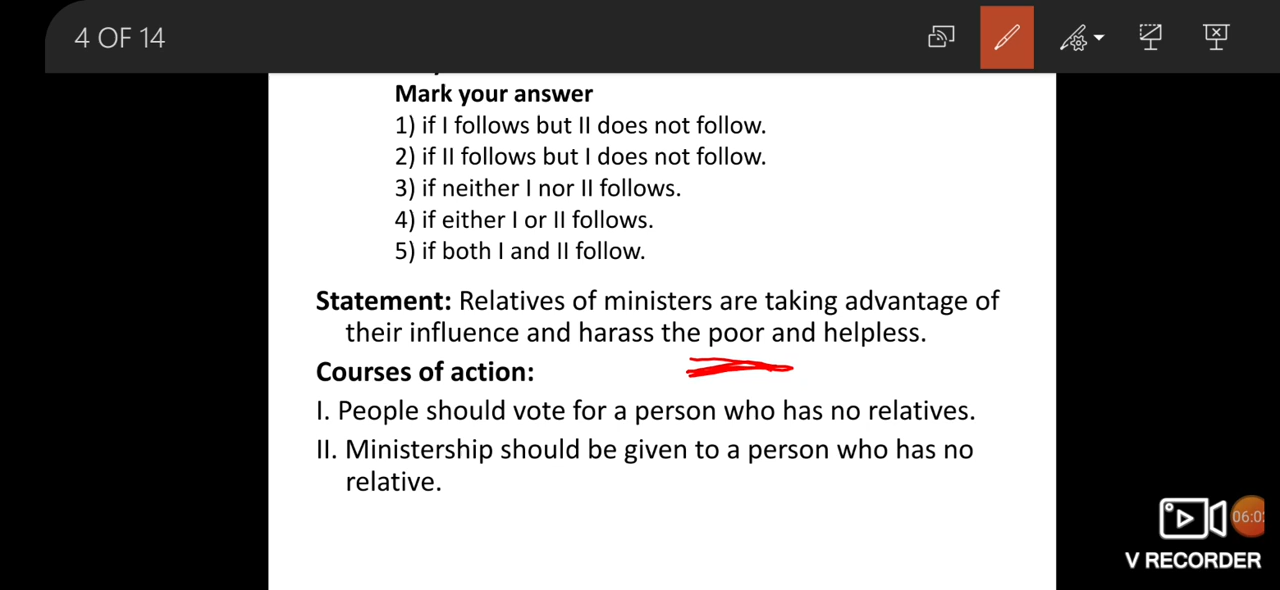 4 OF 14
Mark your answer
1) if I follows but II does not follow.
2) if II follows but I does not follow.
3) if neither I nor II follows.
4) if either I or II follows.
5) if both I and II follow.
Statement: Relatives of ministers are taking advantage of
their influence and harass the poor and helpless.
Courses of action:
I. People should vote for a person who has no relatives.
II. Ministership should be given to a person who has no
relative.
V RECORDER